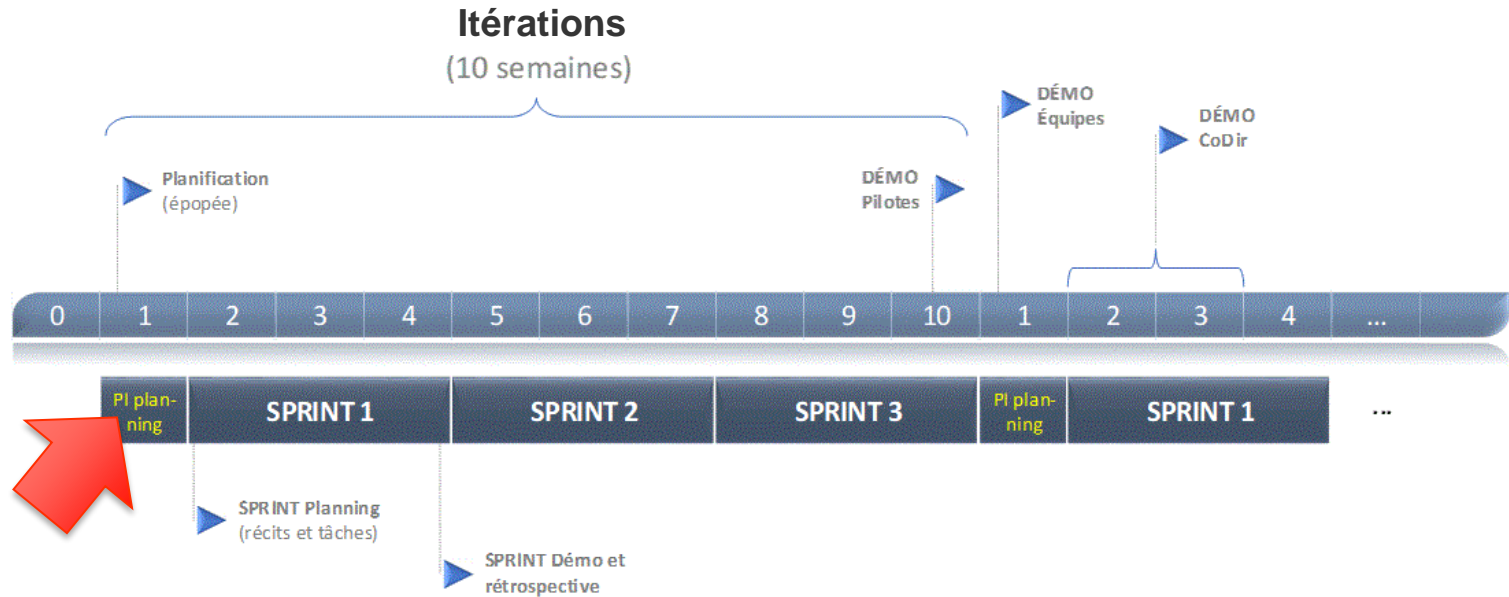 Itérations
(10 semaines)
DÉMO
Équipes
DÉMO
CoDir
Planification
(épopée)
DÉMO
Pilotes
0 1 2 3 4 5 6 7 8 9 10 1 2 3 4 ...
PI plan-
ning
SPRINT 1
SPRINT 2
SPRINT 3
PI plan-
ning
SPRINT 1
...
SPRINT Planning
(récits et tâches)
SPRINT Démo et
rétrospective